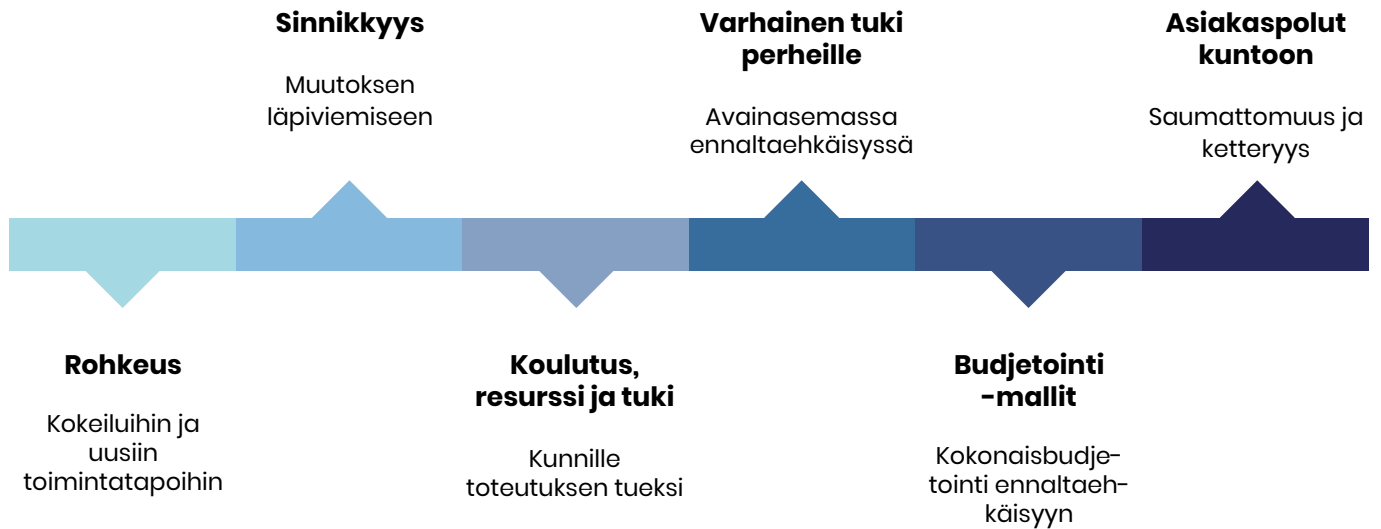 Sinnikkyys
Muutoksen
läpiviemiseen
Varhainen tuki
perheille
Avainasemassa
ennaltaehkäisyssä
Asiakaspolut
kuntoon
Saumattomuus ja
ketteryys
Rohkeus
Kokeiluihin ja
uusiin
toimintatapoihin
Koulutus,
resurssi ja tuki
Kunnille
toteutuksen tueksi
Budjetointi
-mallit
Kokonaisbudje-
tointi ennaltaeh-
käisyyn